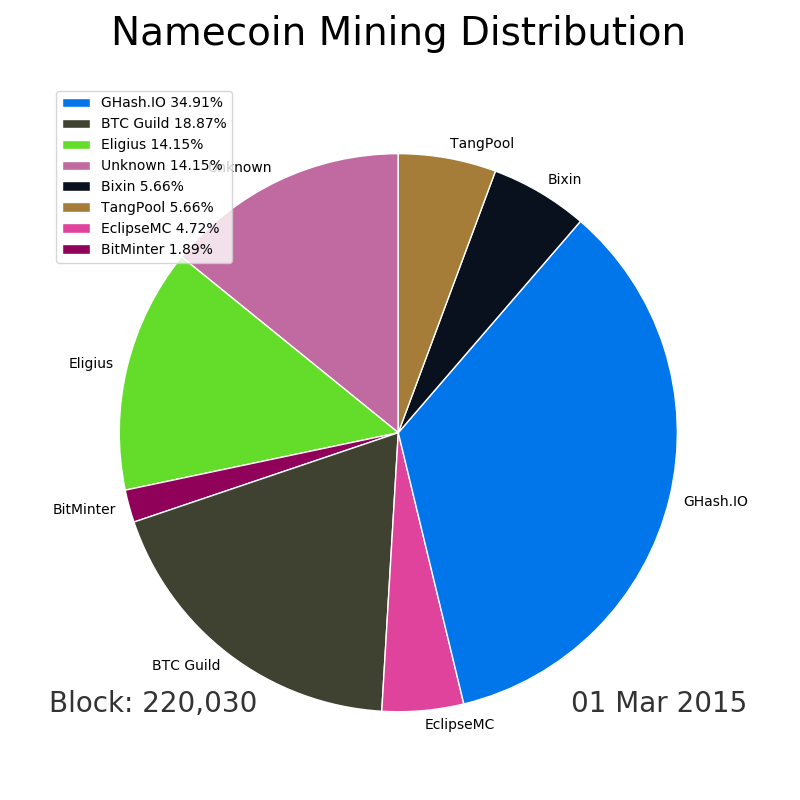 Namecoin Mining Distribution
GHash.IO 34.91%
BTC Guild 18.87%
Eligius 14.15%
Unknown 14.15%
Bixin 5.66%
TangPool 5.66%
EclipseMC 4.72%
BitMinter 1.89%
Unknown
TangPool
Bixin
Eligius
GHash.IO
BitMinter
BTC Guild
EclipseMC
Block: 220,030
01 Mar 2015